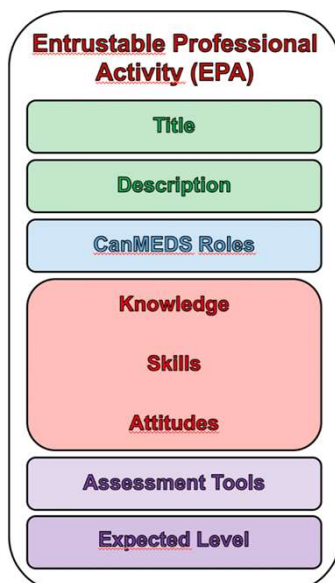 Entrustable Professional
Activity (EPA)
Title
Description
CanMEDS Roles
Knowledge
Skills
Attitudes
Assessment Tools
Expected Level